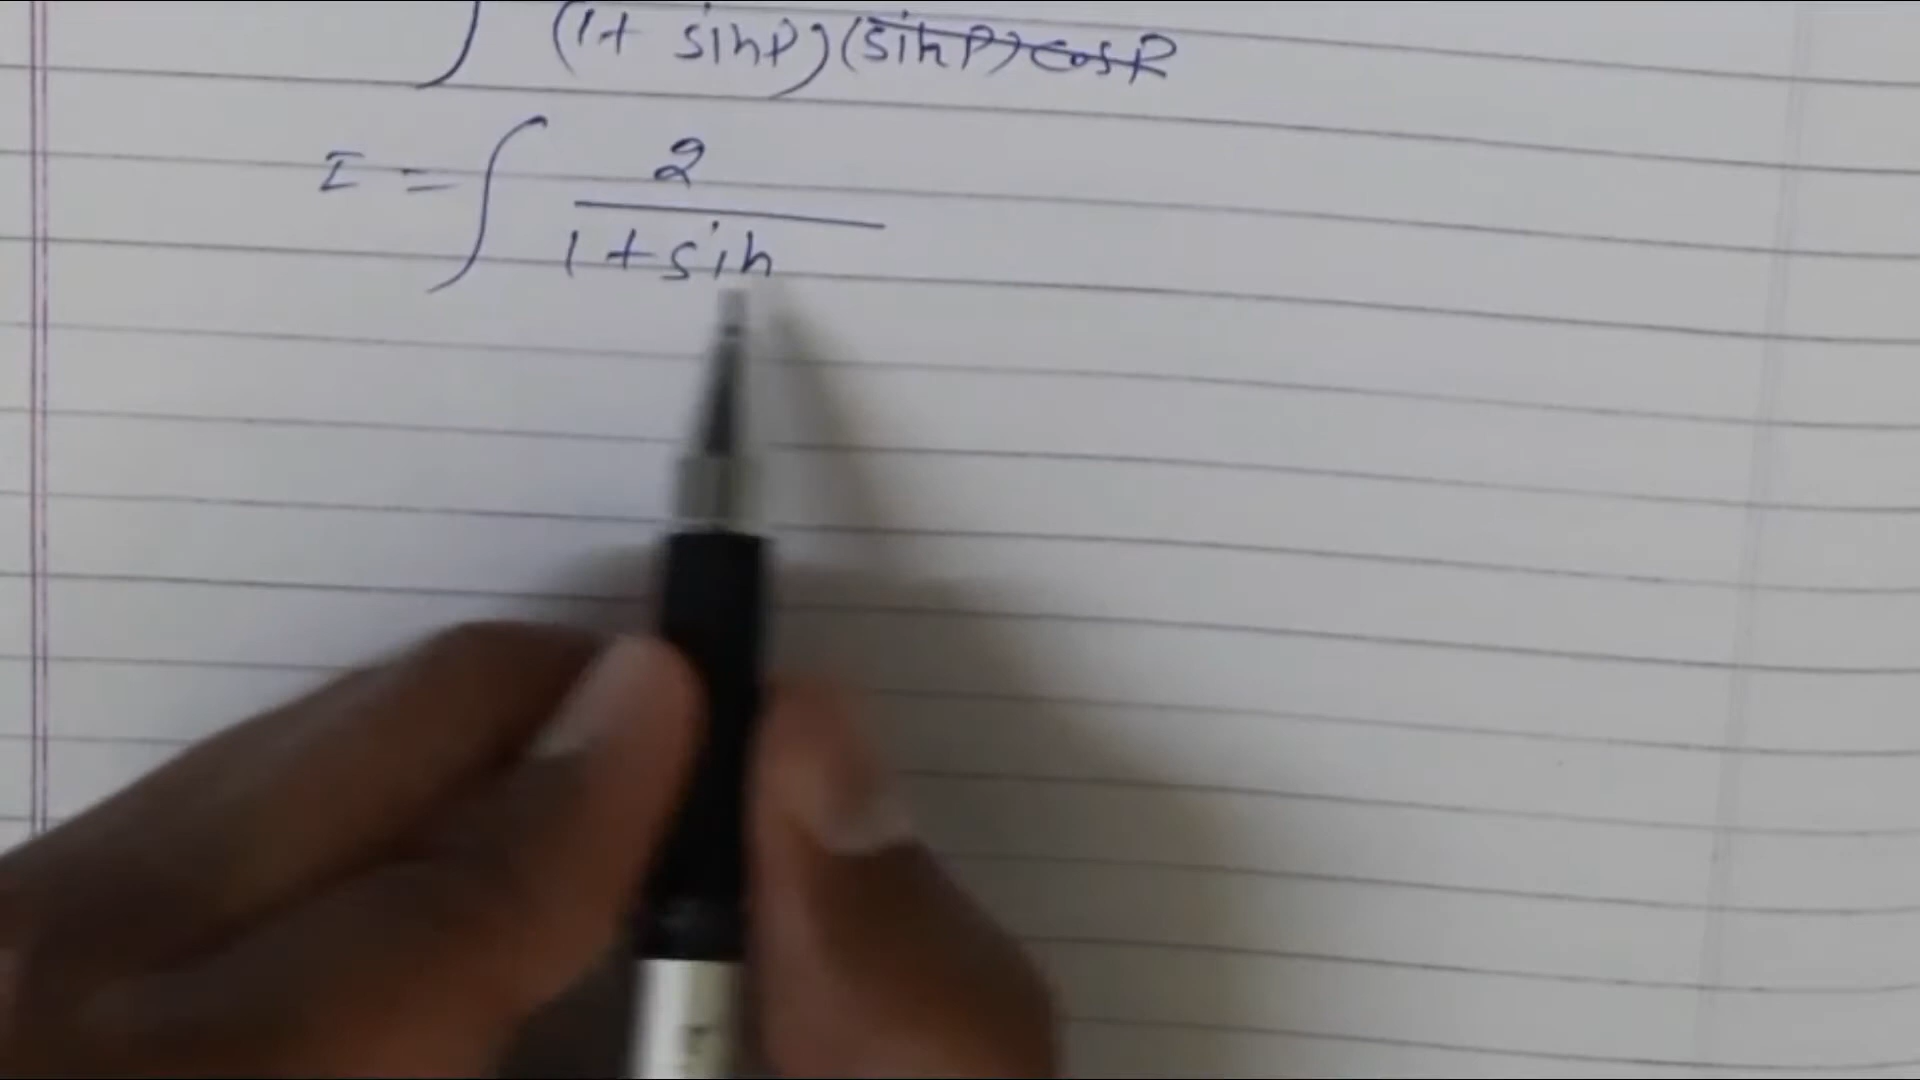 ∫ (1+ sinP)(sinP) cosP
I = ∫ 2
1+sin